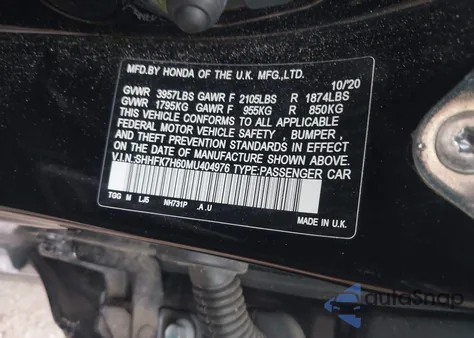 MFD.BY HONDA OF THE U.K. MFG.,LTD. 10/20
GVWR 3957LBS GAWR F 2105LBS R 1874LBS
GVWR 1795KG GAWR F 955KG R 850KG
THIS VEHICLE CONFORMS TO ALL APPLICABLE
FEDERAL MOTOR VEHICLE SAFETY , BUMPER ,
AND THEFT PREVENTION STANDARDS IN EFFECT
ON THE DATE OF MANUFACTURE SHOWN ABOVE.
V.I.N.:SHHFK7H60MU404976 TYPE:PASSENGER CAR
TGG M LJ5 NH731P .A .U MADE IN U.K.
autoSnap